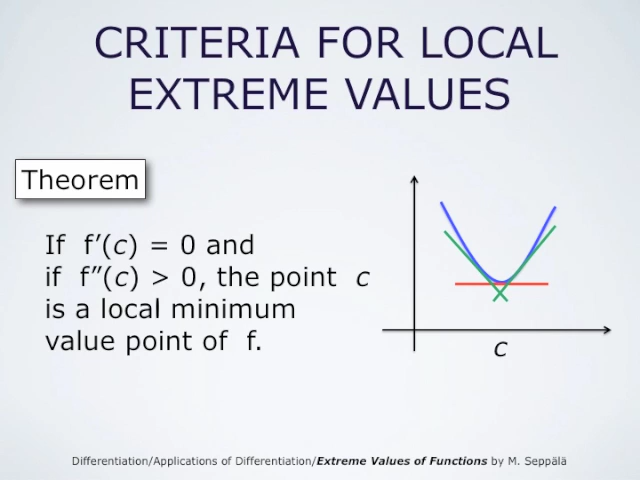 CRITERIA FOR LOCAL
EXTREME VALUES
Theorem
If f’(c) = 0 and
if f”(c) > 0, the point c
is a local minimum
value point of f.
c
Differentiation/Applications of Differentiation/Extreme Values of Functions by M. Seppälä